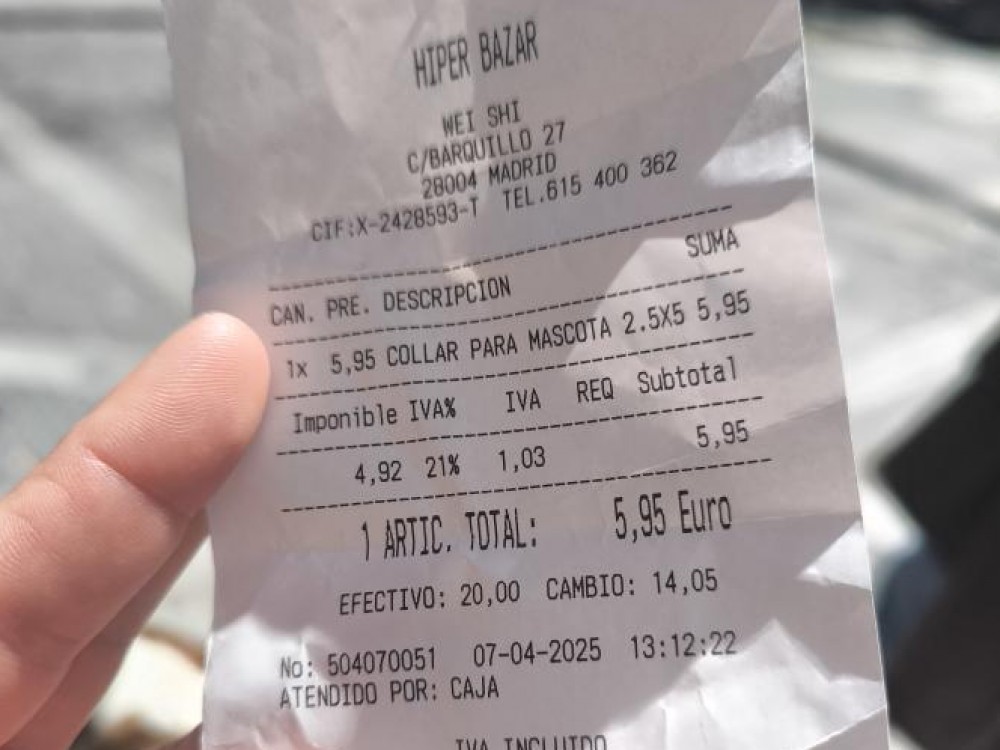 HIPER BAZAR
WEI SHI
C/BARQUILLO 27
28004 MADRID
CIF:X-2428593-T TEL.615 400 362
SUMA
CAN. PRE. DESCRIPCION
1x 5,95 COLLAR PARA MASCOTA 2.5X5 5,95
Imponible IVA% IVA REQ Subtotal
4,92 21% 1,03 5,95
1 ARTIC. TOTAL: 5,95 Euro
EFECTIVO: 20,00 CAMBIO: 14,05
No: 504070051 07-04-2025 13:12:22
ATENDIDO POR: CAJA
IVA INCLUIDO